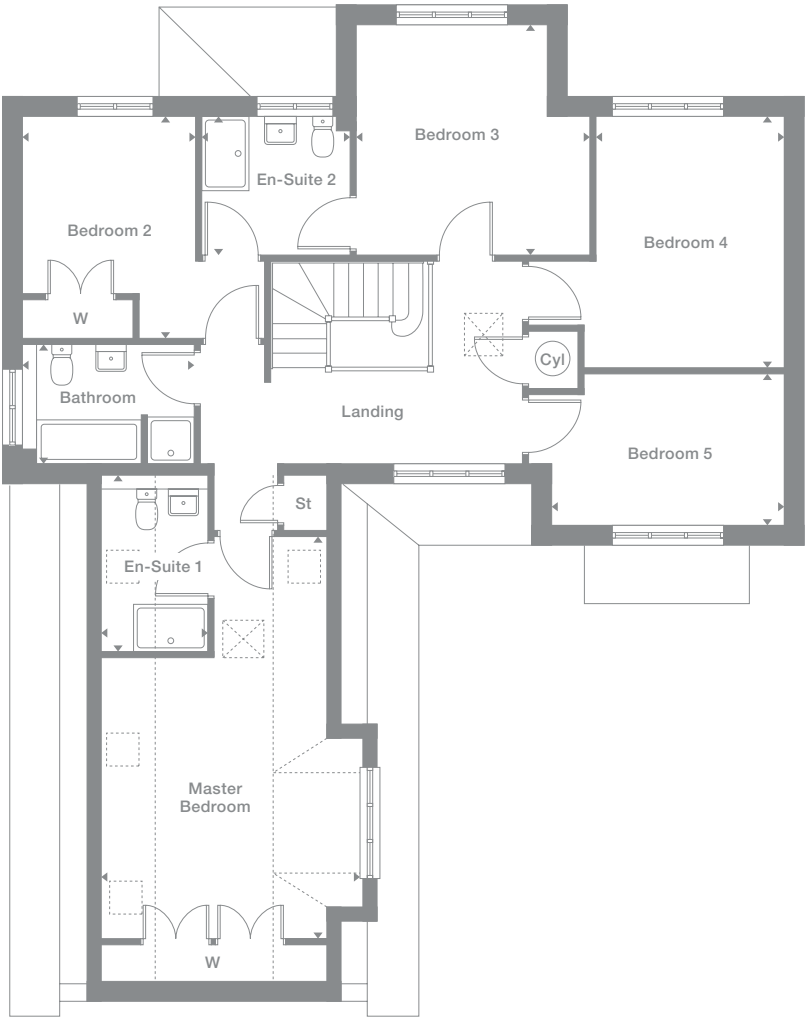 Bedroom 3
En-Suite 2
Bedroom 2
Bedroom 4
W
Cyl
Bathroom
Landing
Bedroom 5
St
En-Suite 1
Master
Bedroom
W